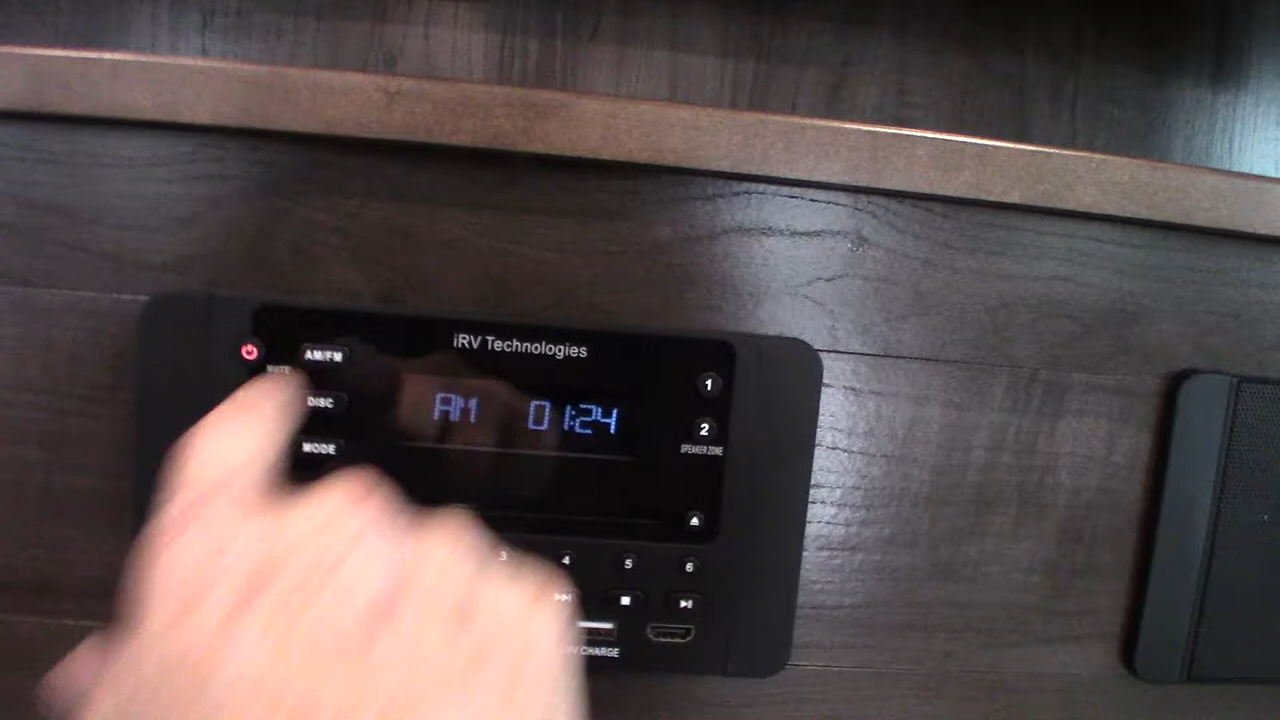 iRV Technologies
AM/FM
MUTE
DISC
MODE
AM 01:24
1
2
SPEAKER ZONE
3 4 5 6
CHARGE